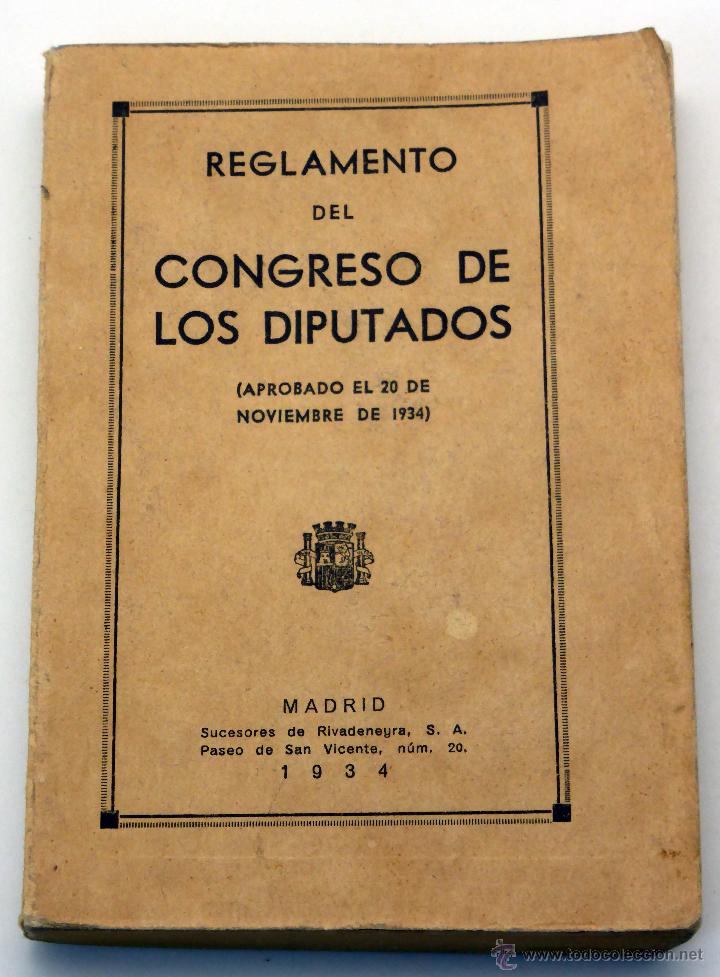 REGLAMENTO
DEL
CONGRESO DE
LOS DIPUTADOS
(APROBADO EL 20 DE
NOVIEMBRE DE 1934)
MADRID
Sucesores de Rivadeneyra, S. A.
Paseo de San Vicente, núm. 20.
1934
www.todocoleccion.net